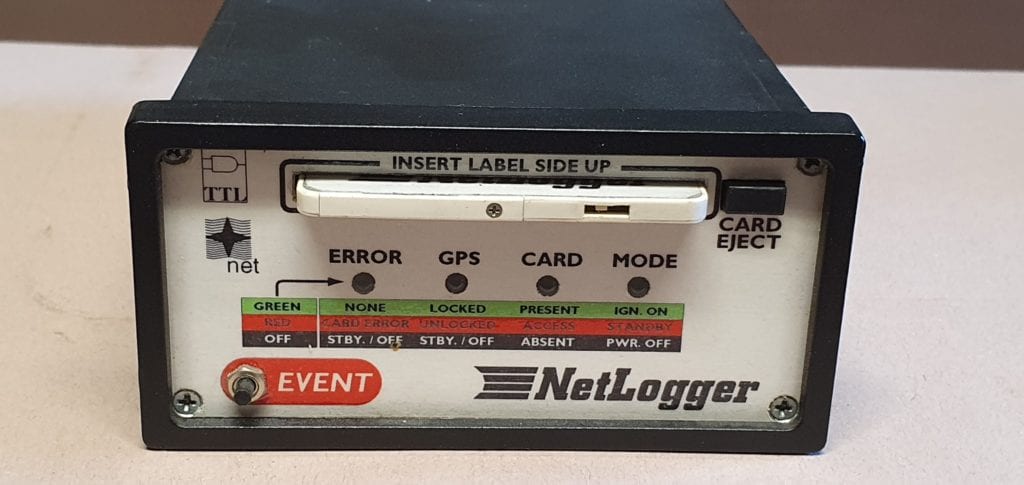 INSERT LABEL SIDE UP
TTL
NetLogger
CARD
EJECT
net
ERROR GPS CARD MODE
GREEN NONE LOCKED PRESENT IGN. ON
RED CARD ERROR UNLOCKED ACCESS STANDBY
OFF STBY. / OFF STBY. / OFF ABSENT PWR. OFF
EVENT
NetLogger